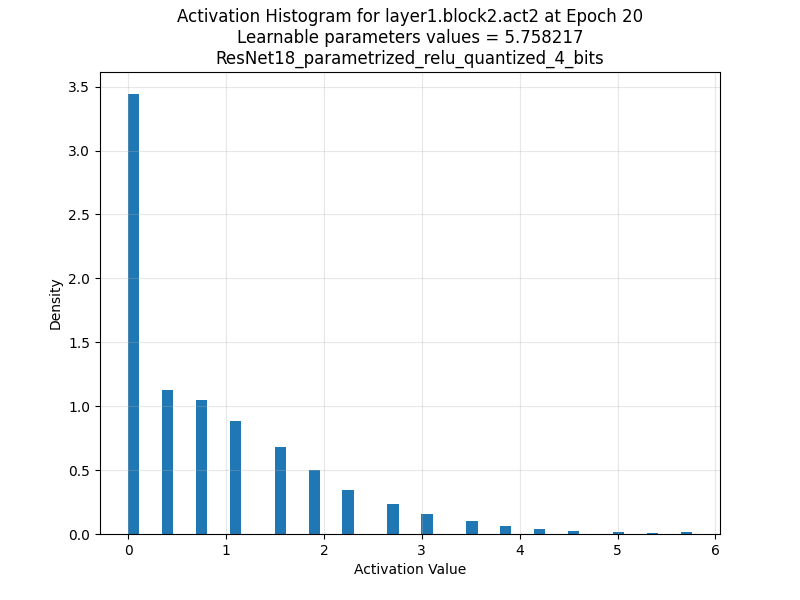 Activation Histogram for layer1.block2.act2 at Epoch 20
Learnable parameters values = 5.758217
ResNet18_parametrized_relu_quantized_4_bits
3.5
3.0
2.5
2.0
1.5
1.0
0.5
0.0
Density
0 1 2 3 4 5 6
Activation Value